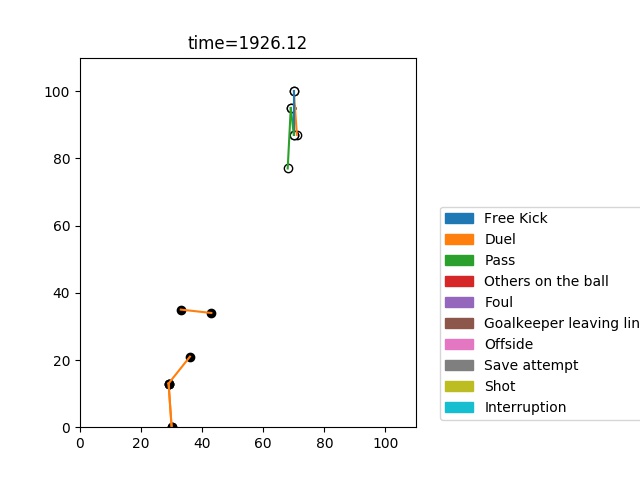 time=1926.12
100
80
60
40
20
0
0 20 40 60 80 100
Free Kick
Duel
Pass
Others on the ball
Foul
Goalkeeper leaving lin
Offside
Save attempt
Shot
Interruption